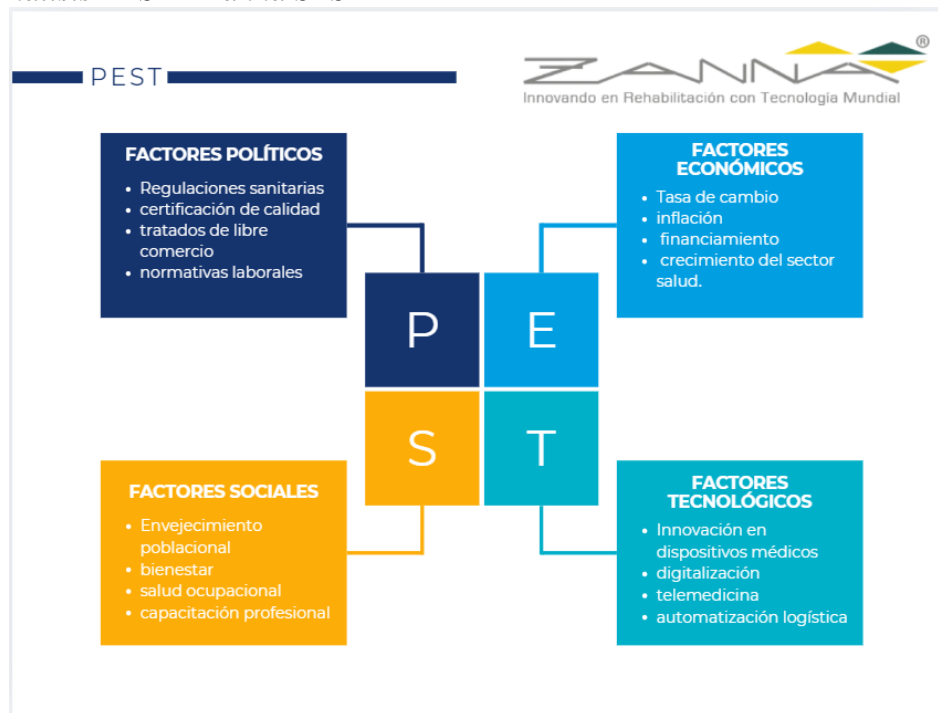 PEST
ZANNA®
Innovando en Rehabilitación con Tecnología Mundial
FACTORES POLÍTICOS
• Regulaciones sanitarias
• certificación de calidad
• tratados de libre
comercio
• normativas laborales
FACTORES
ECONÓMICOS
• Tasa de cambio
• inflación
• financiamiento
• crecimiento del sector
salud.
P
E
S
T
FACTORES SOCIALES
• Envejecimiento
poblacional
• bienestar
• salud ocupacional
• capacitación profesional
FACTORES
TECNOLÓGICOS
• Innovación en
dispositivos médicos
• digitalización
• telemedicina
• automatización logística